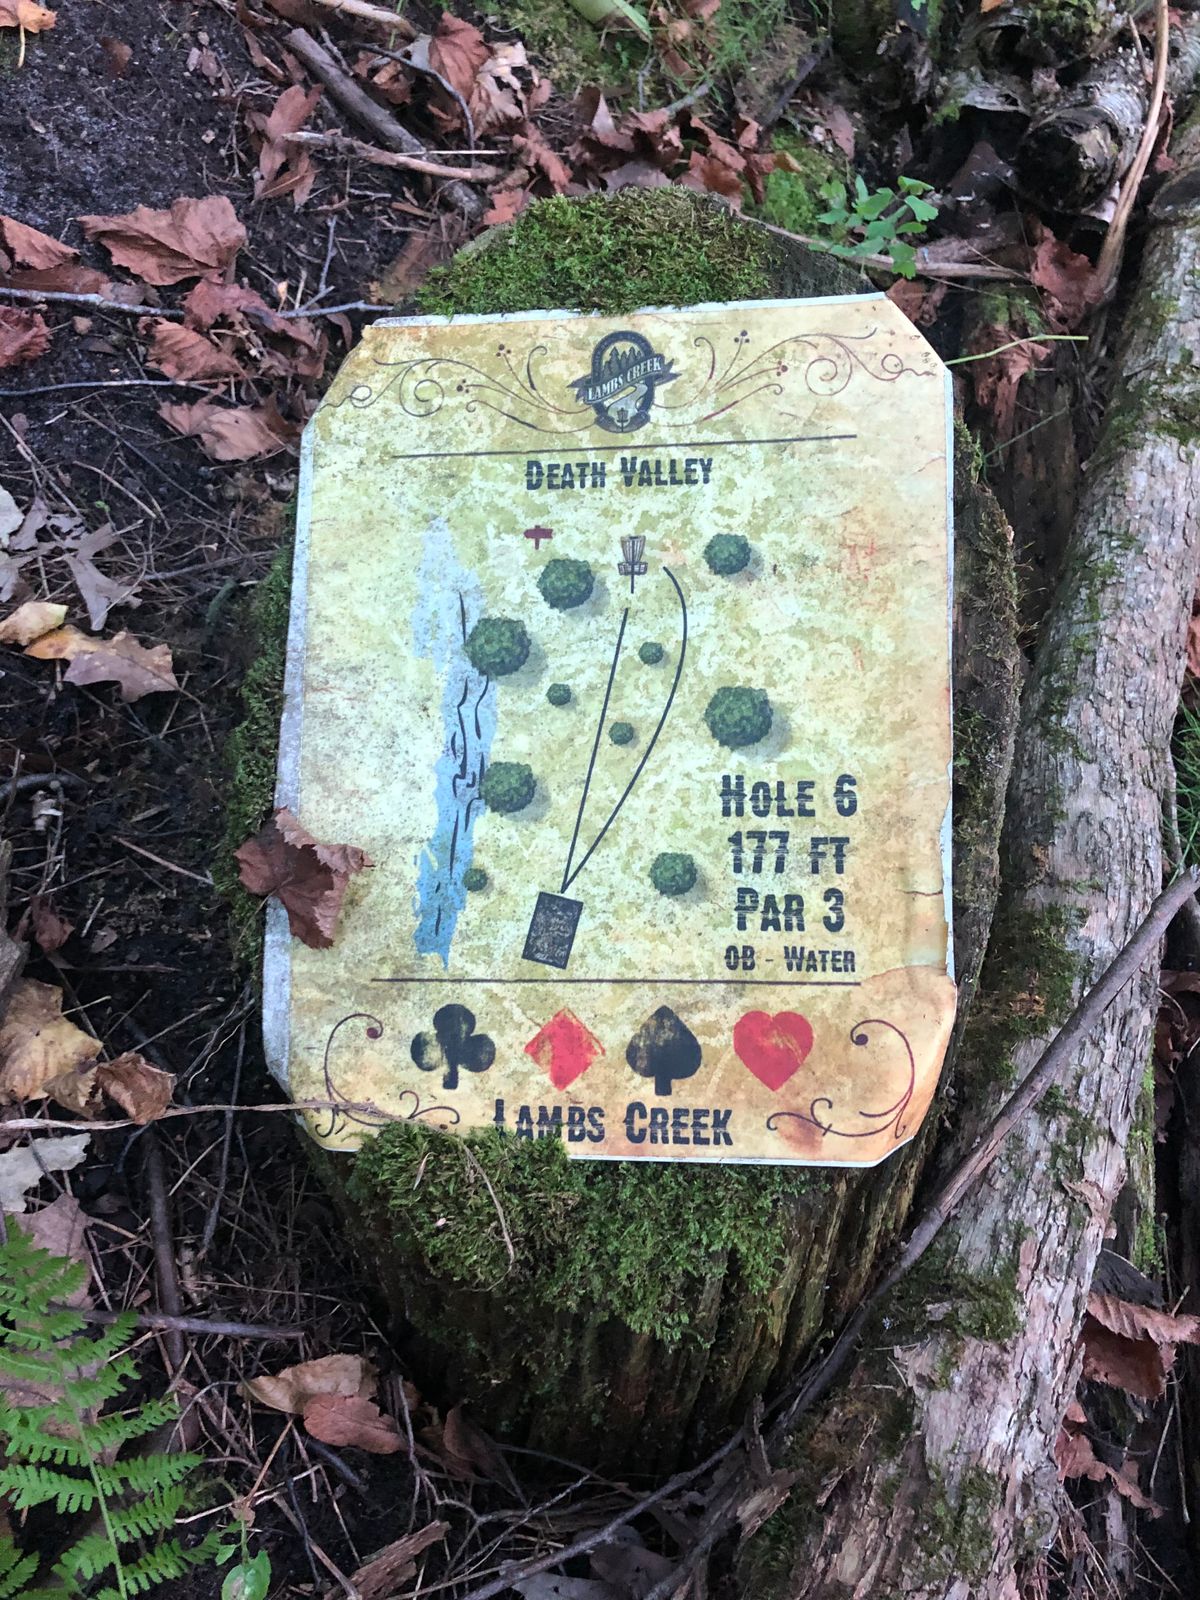 LAMBS CREEK
DEATH VALLEY
HOLE 6
177 FT
PAR 3
OB - WATER
LAMBS CREEK